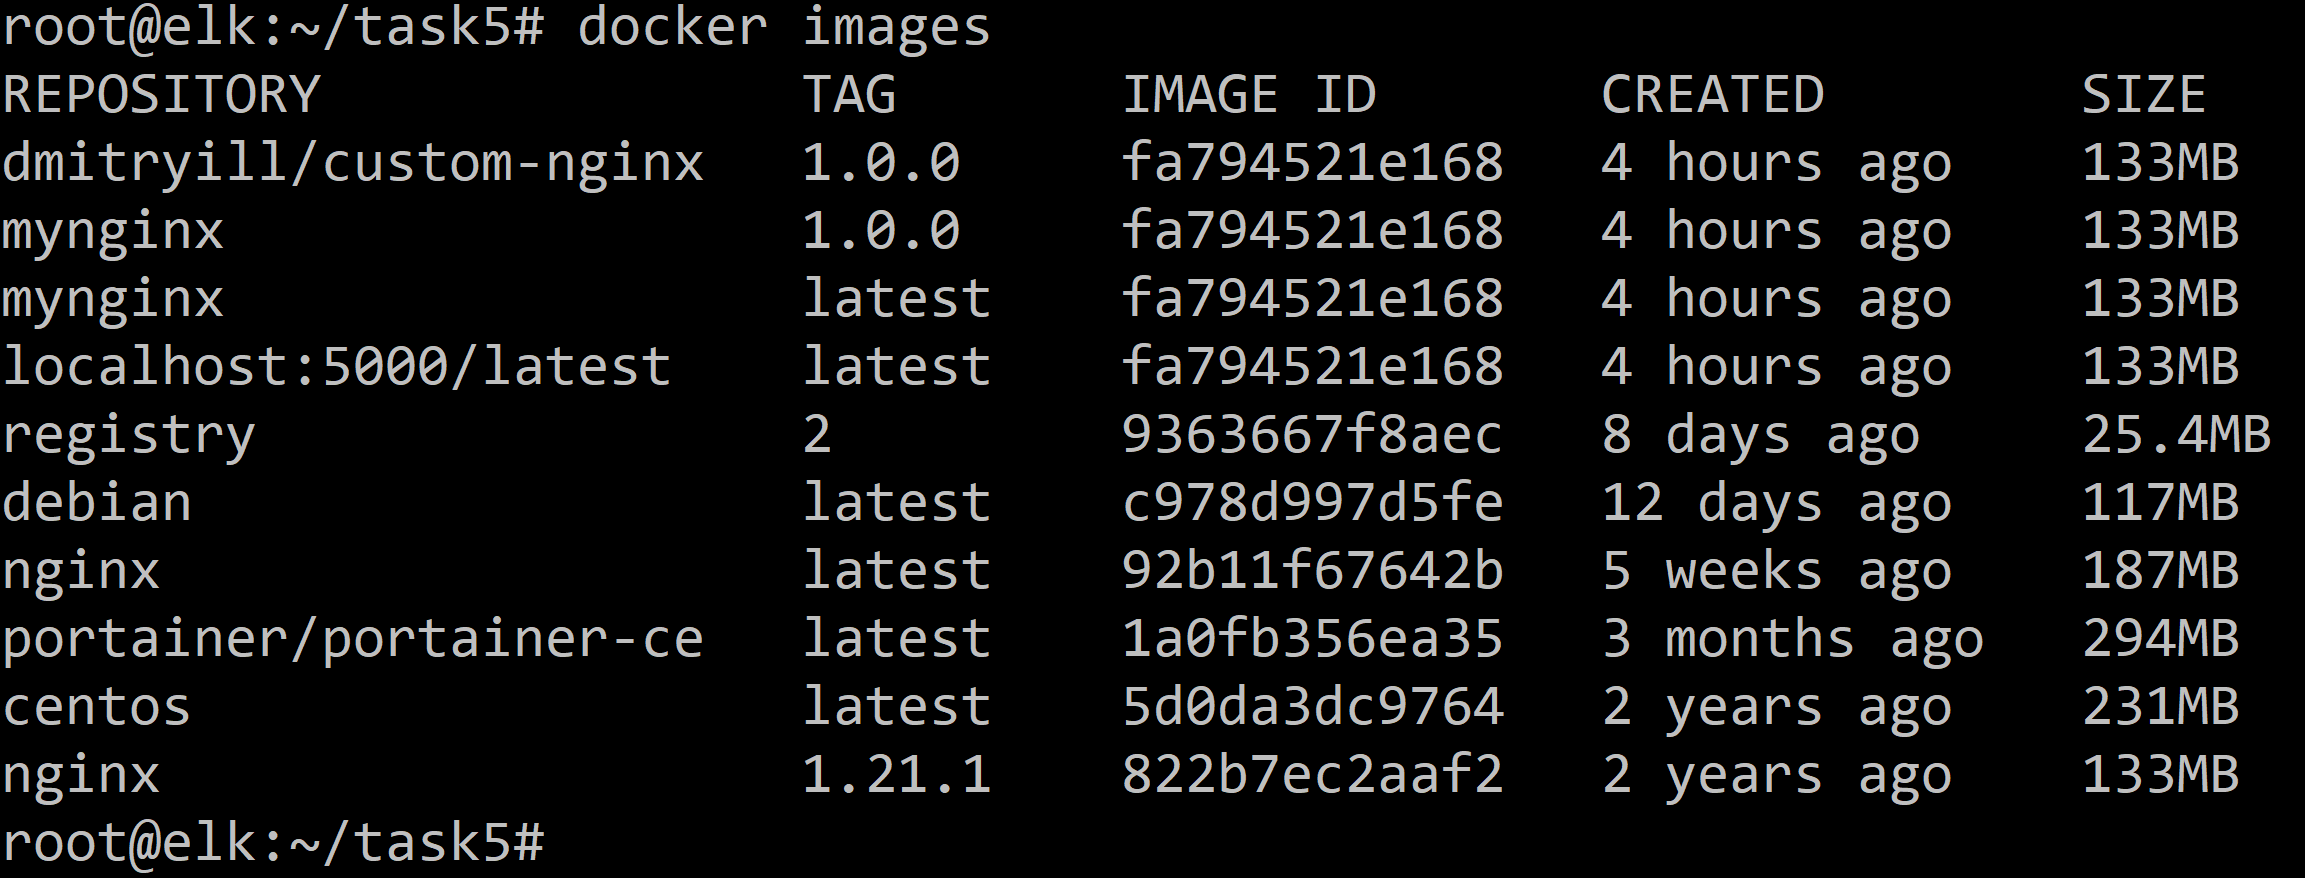 root@elk:~/task5# docker images
REPOSITORY TAG IMAGE ID CREATED SIZE
dmitryill/custom-nginx 1.0.0 fa794521e168 4 hours ago 133MB
mynginx 1.0.0 fa794521e168 4 hours ago 133MB
mynginx latest fa794521e168 4 hours ago 133MB
localhost:5000/latest latest fa794521e168 4 hours ago 133MB
registry 2 9363667f8aec 8 days ago 25.4MB
debian latest c978d997d5fe 12 days ago 117MB
nginx latest 92b11f67642b 5 weeks ago 187MB
portainer/portainer-ce latest 1a0fb356ea35 3 months ago 294MB
centos latest 5d0da3dc9764 2 years ago 231MB
nginx 1.21.1 822b7ec2aaf2 2 years ago 133MB
root@elk:~/task5#